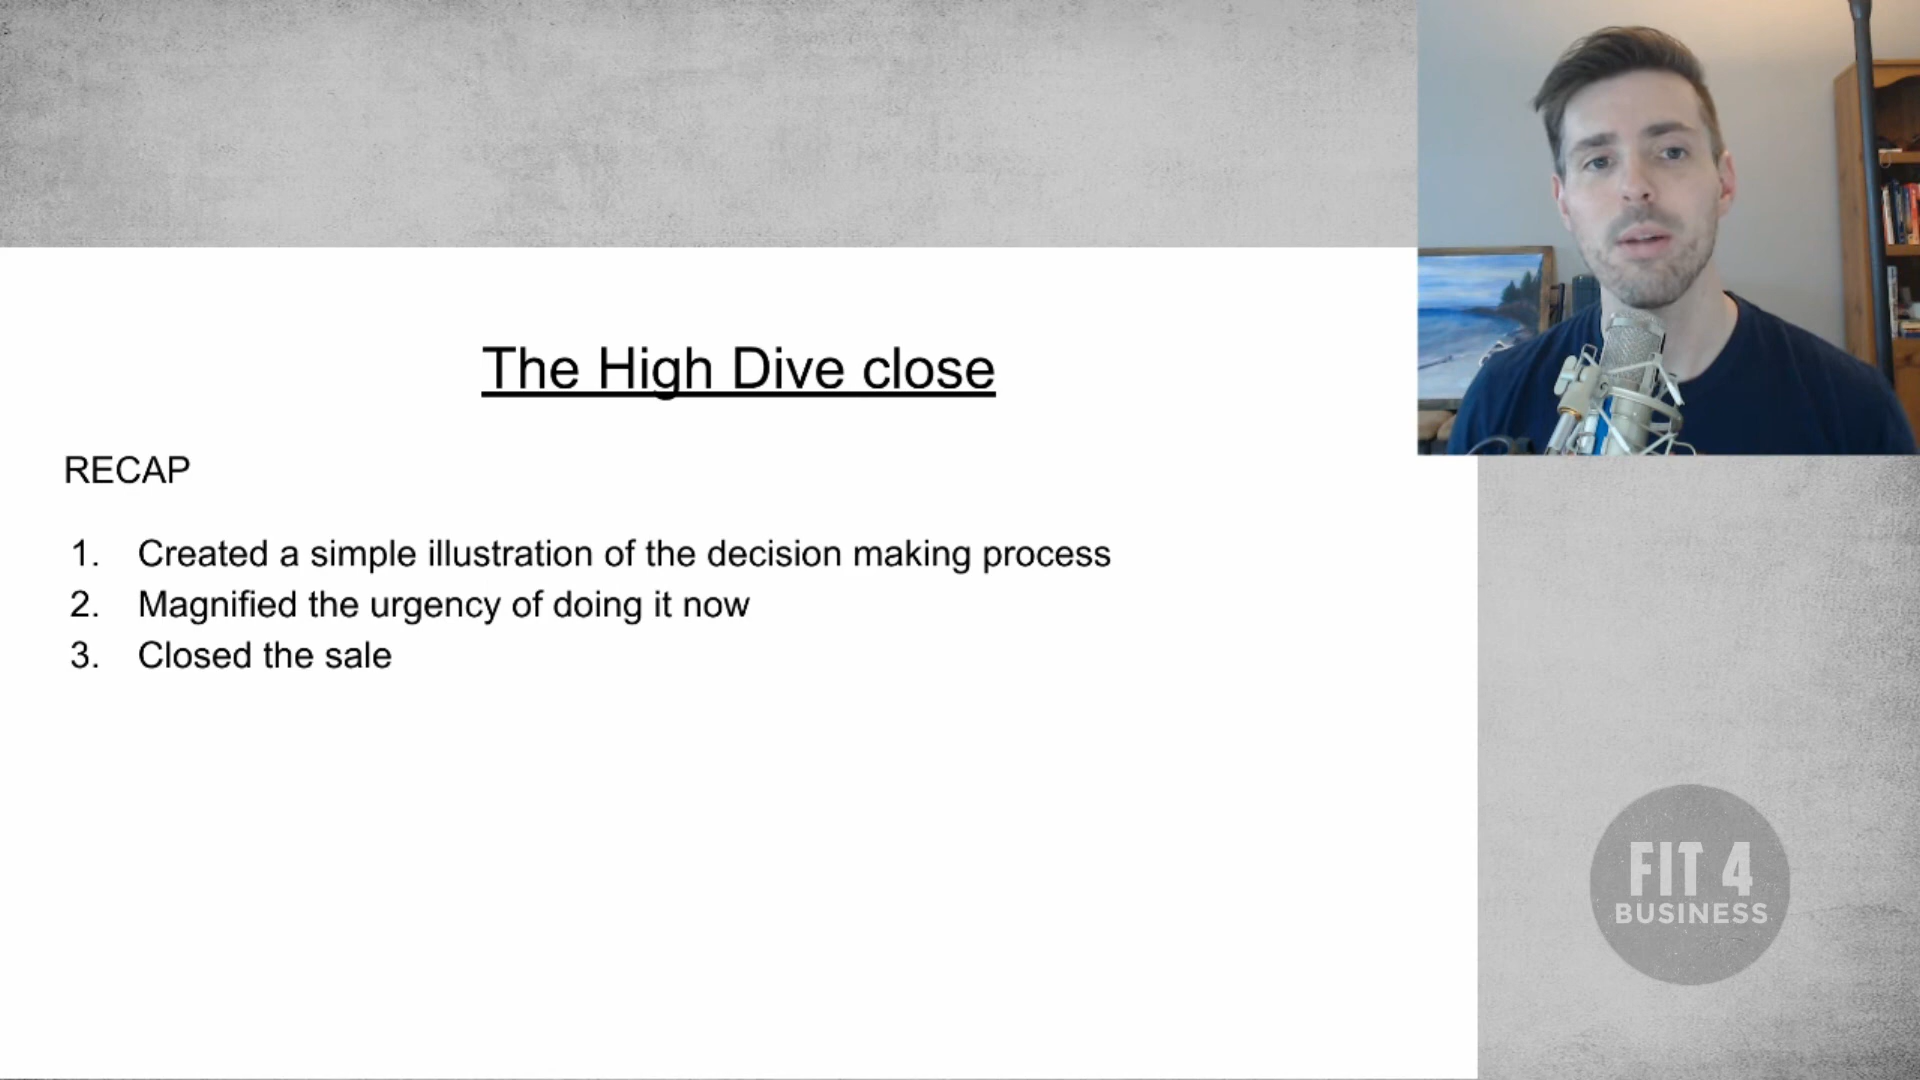 The High Dive close
RECAP
1. Created a simple illustration of the decision making process
2. Magnified the urgency of doing it now
3. Closed the sale
FIT 4
BUSINESS